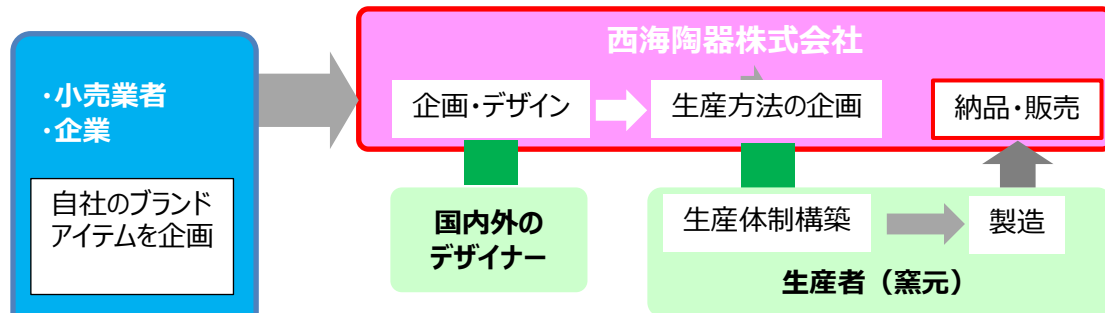 西海陶器株式会社
・小売業者
・企業
自社のブランド
アイテムを企画
企画・デザイン
生産方法の企画
納品・販売
国内外の
デザイナー
生産体制構築
製造
生産者（窯元）